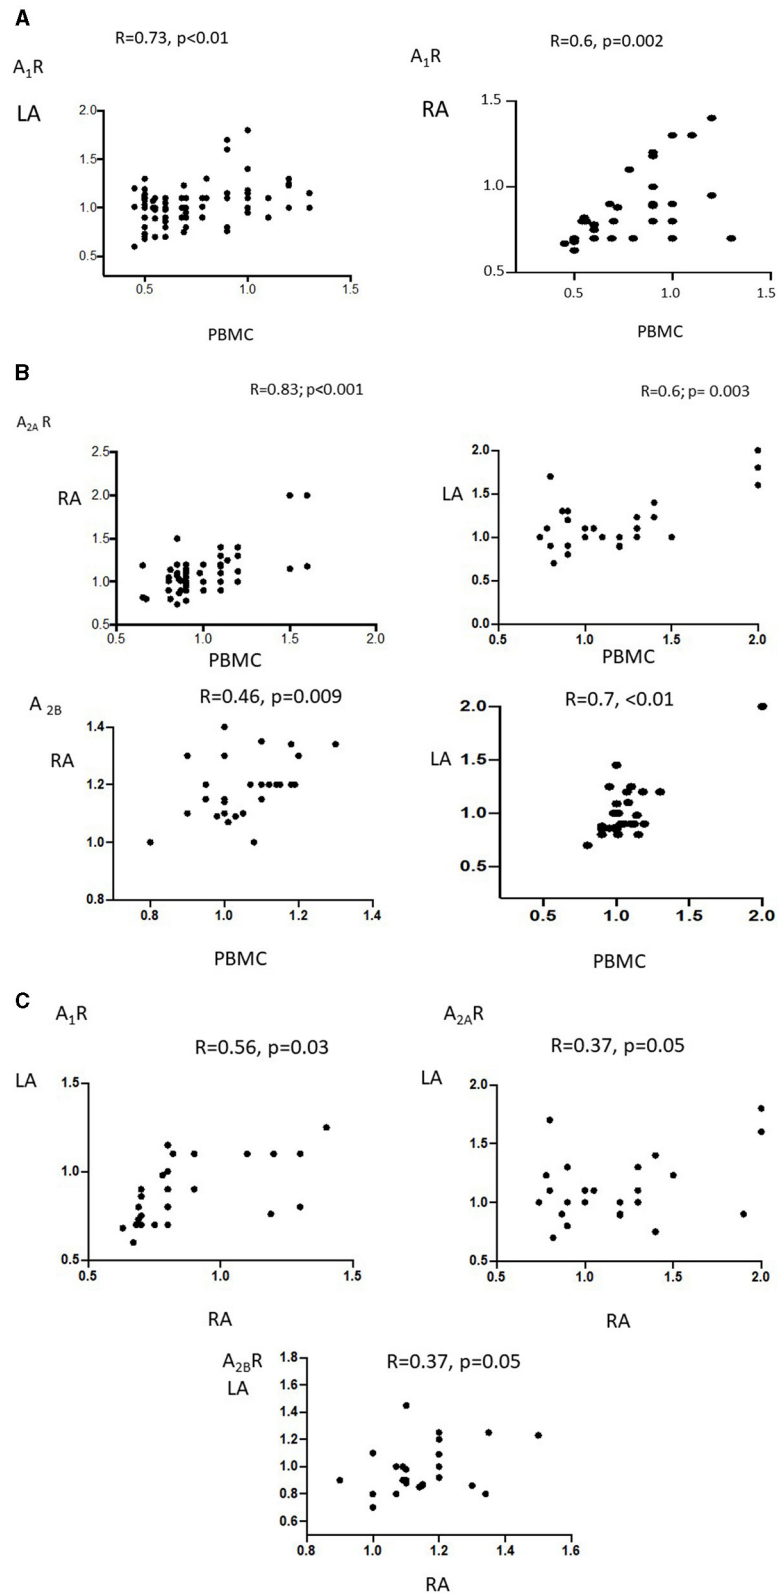 A
R=0.73, p<0.01
A1R
LA
2.0
1.5
1.0
0.5
0.5 1.0 1.5
PBMC
R=0.6, p=0.002
A1R
RA
1.5
1.0
0.5
0.5 1.0 1.5
PBMC
B
R=0.83; p<0.001
A2A R
RA
2.5
2.0
1.5
1.0
0.5
0.5 1.0 1.5 2.0
PBMC
R=0.6; p= 0.003
LA
2.0
1.5
1.0
0.5
0.0
0.5 1.0 1.5 2.0
PBMC
A 2B
R=0.46, p=0.009
RA
1.4
1.2
1.0
0.8
0.8 1.0 1.2 1.4
PBMC
R=0.7, <0.01
LA
2.0
1.5
1.0
0.5
0.5 1.0 1.5 2.0
PBMC
C
A1R
R=0.56, p=0.03
LA
1.5
1.0
0.5
0.5 1.0 1.5
RA
A2AR
R=0.37, p=0.05
LA
2.0
1.5
1.0
0.5
0.5 1.0 1.5 2.0
RA
A2BR
LA
R=0.37, p=0.05
1.8
1.6
1.4
1.2
1.0
0.8
0.6
0.8 1.0 1.2 1.4 1.6
RA